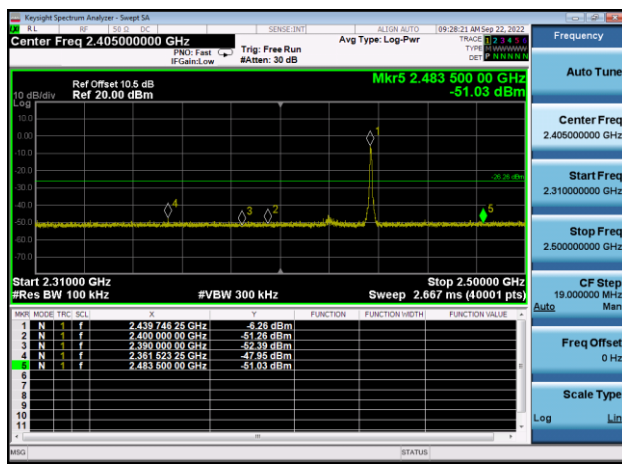 Keysight Spectrum Analyzer - Swept SA
RL RF 50 Ω DC SENSE:INT ALIGN AUTO 09:28:21 AM Sep 22, 2022
Center Freq 2.405000000 GHz
PNO: Fast
IFGain:Low
Trig: Free Run
#Atten: 30 dB
Avg Type: Log-Pwr
TRACE 1 2 3 4 5 6
TYPE M W W W W W
DET P N N N N N
Ref Offset 10.5 dB
10 dB/div Ref 20.00 dBm
Log
Mkr5 2.483 500 00 GHz
-51.03 dBm
10.0
0.00
-10.0
-20.0
-30.0
-40.0
-50.0
-60.0
-70.0
1
-26.26 dBm
4
3
2
5
Start 2.31000 GHz Stop 2.50000 GHz
#Res BW 100 kHz #VBW 300 kHz Sweep 2.667 ms (40001 pts)
MKR MODE TRC SCL X Y FUNCTION FUNCTION WIDTH FUNCTION VALUE
1 N 1 f 2.439 746 25 GHz -6.26 dBm
2 N 1 f 2.400 000 00 GHz -51.26 dBm
3 N 1 f 2.390 000 00 GHz -52.39 dBm
4 N 1 f 2.361 523 25 GHz -47.95 dBm
5 N 1 f 2.483 500 00 GHz -51.03 dBm
6
7
8
9
10
11
MSG STATUS
Frequency
Auto Tune
Center Freq
2.405000000 GHz
Start Freq
2.310000000 GHz
Stop Freq
2.500000000 GHz
CF Step
19.000000 MHz
Auto Man
Freq Offset
0 Hz
Scale Type
Log Lin